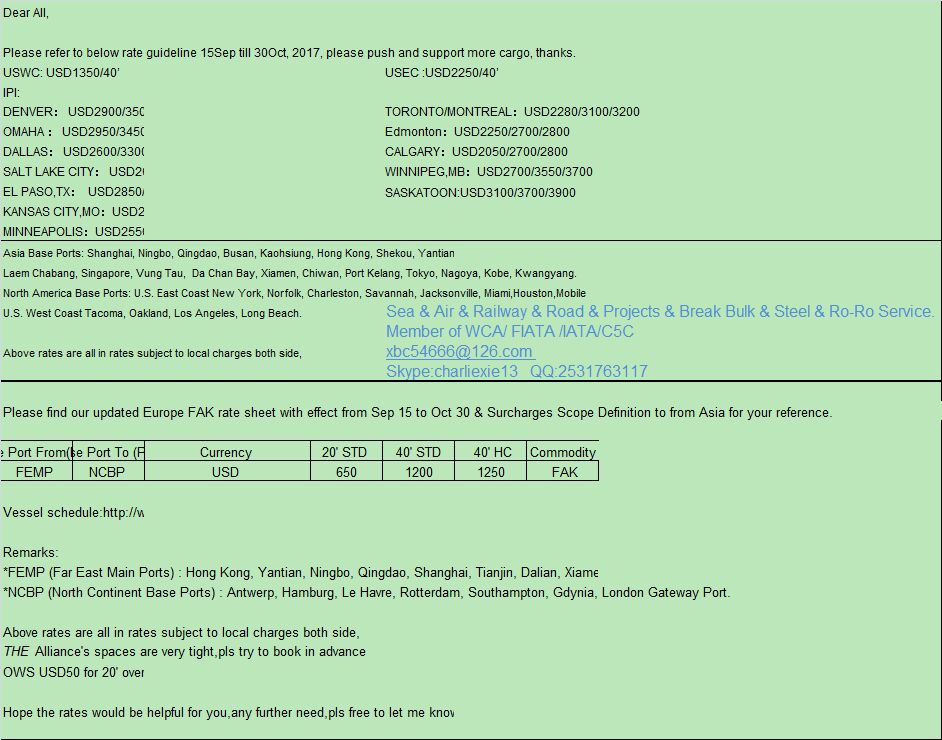 Dear All,
Please refer to below rate guideline 15Sep till 30Oct, 2017, please push and support more cargo, thanks.
USWC: USD1350/40’ USEC :USD2250/40’
IPI:
DENVER： USD2900/350 TORONTO/MONTREAL：USD2280/3100/3200
OMAHA： USD2950/3450 Edmonton：USD2250/2700/2800
DALLAS： USD2600/3300 CALGARY：USD2050/2700/2800
SALT LAKE CITY： USD2 WINNIPEG,MB：USD2700/3550/3700
EL PASO,TX： USD2850/ SASKATOON:USD3100/3700/3900
KANSAS CITY,MO：USD2
MINNEAPOLIS：USD255
Asia Base Ports: Shanghai, Ningbo, Qingdao, Busan, Kaohsiung, Hong Kong, Shekou, Yantian
Laem Chabang, Singapore, Vung Tau, Da Chan Bay, Xiamen, Chiwan, Port Kelang, Tokyo, Nagoya, Kobe, Kwangyang.
North America Base Ports: U.S. East Coast New York, Norfolk, Charleston, Savannah, Jacksonville, Miami,Houston,Mobile
U.S. West Coast Tacoma, Oakland, Los Angeles, Long Beach.
Sea & Air & Railway & Road & Projects & Break Bulk & Steel & Ro-Ro Service.
Member of WCA/ FIATA /IATA/C5C
xbc54666@126.com
Above rates are all in rates subject to local charges both side,
Skype:charliexie13 QQ:2531763117
Please find our updated Europe FAK rate sheet with effect from Sep 15 to Oct 30 & Surcharges Scope Definition to from Asia for your reference.
e Port From( se Port To (F Currency 20' STD 40' STD 40' HC Commodity
FEMP NCBP USD 650 1200 1250 FAK
Vessel schedule:http://w
Remarks:
*FEMP (Far East Main Ports) : Hong Kong, Yantian, Ningbo, Qingdao, Shanghai, Tianjin, Dalian, Xiame
*NCBP (North Continent Base Ports) : Antwerp, Hamburg, Le Havre, Rotterdam, Southampton, Gdynia, London Gateway Port.
Above rates are all in rates subject to local charges both side,
THE Alliance's spaces are very tight,pls try to book in advance
OWS USD50 for 20' over
Hope the rates would be helpful for you,any further need,pls free to let me know